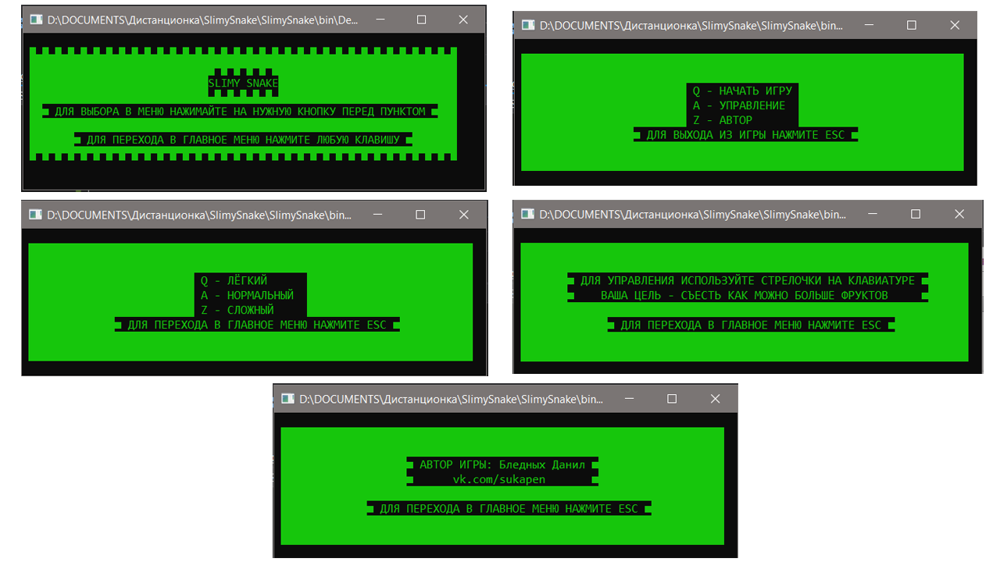 D:\DOCUMENTS\Дистанционка\SlimySnake\SlimySnake\bin\De...
SLIMY SNAKE
ДЛЯ ВЫБОРА В МЕНЮ НАЖИМАЙТЕ НА НУЖНУЮ КНОПКУ ПЕРЕД ПУНКТОМ
ДЛЯ ПЕРЕХОДА В ГЛАВНОЕ МЕНЮ НАЖМИТЕ ЛЮБУЮ КЛАВИШУ
D:\DOCUMENTS\Дистанционка\SlimySnake\SlimySnake\bin...
Q - НАЧАТЬ ИГРУ
A - УПРАВЛЕНИЕ
Z - АВТОР
ДЛЯ ВЫХОДА ИЗ ИГРЫ НАЖМИТЕ ESC
D:\DOCUMENTS\Дистанционка\SlimySnake\SlimySnake\bin...
Q - ЛЁГКИЙ
A - НОРМАЛЬНЫЙ
Z - СЛОЖНЫЙ
ДЛЯ ПЕРЕХОДА В ГЛАВНОЕ МЕНЮ НАЖМИТЕ ESC
D:\DOCUMENTS\Дистанционка\SlimySnake\SlimySnake\bin...
ДЛЯ УПРАВЛЕНИЯ ИСПОЛЬЗУЙТЕ СТРЕЛОЧКИ НА КЛАВИАТУРЕ
ВАША ЦЕЛЬ - СЪЕСТЬ КАК МОЖНО БОЛЬШЕ ФРУКТОВ
ДЛЯ ПЕРЕХОДА В ГЛАВНОЕ МЕНЮ НАЖМИТЕ ESC
D:\DOCUMENTS\Дистанционка\SlimySnake\SlimySnake\bin...
АВТОР ИГРЫ: Бледных Данил
vk.com/sukapen
ДЛЯ ПЕРЕХОДА В ГЛАВНОЕ МЕНЮ НАЖМИТЕ ESC